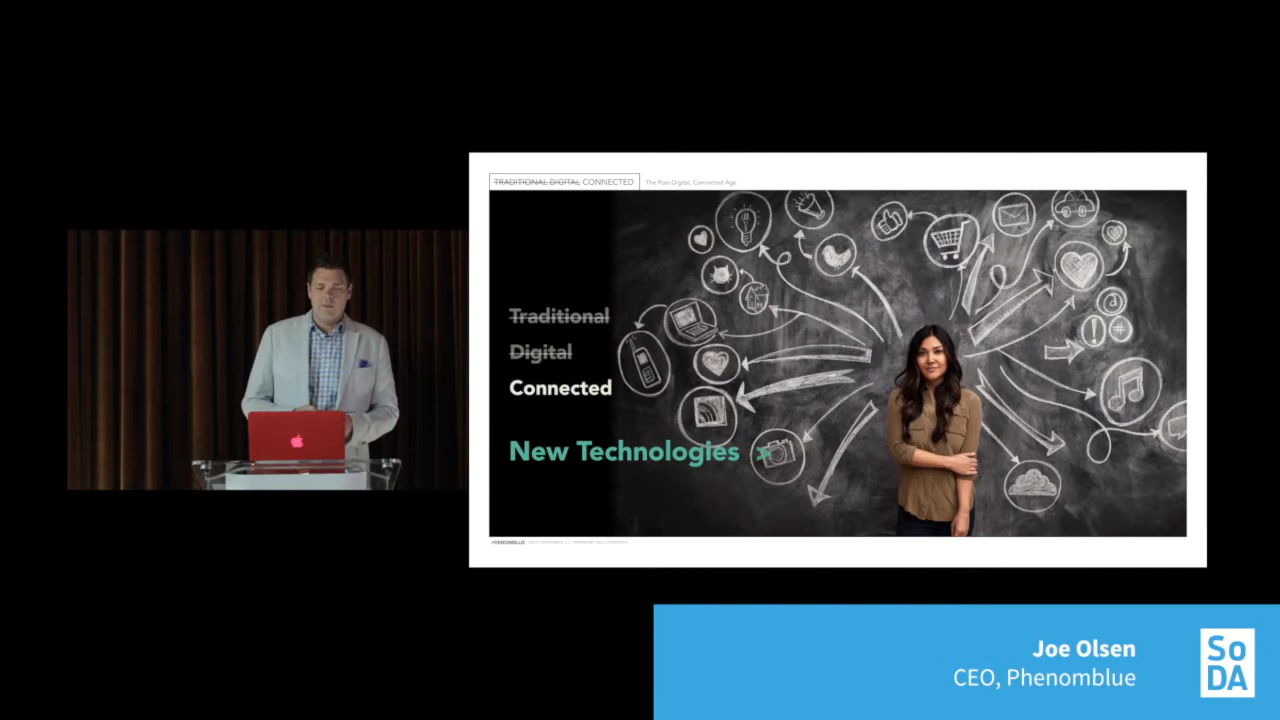 TRADITIONAL DIGITAL CONNECTED
The Post-Digital, Connected Age
Traditional
Digital
Connected
New Technologies >
@
! #
PHENOMBLUE
Joe Olsen
CEO, Phenomblue
So
DA